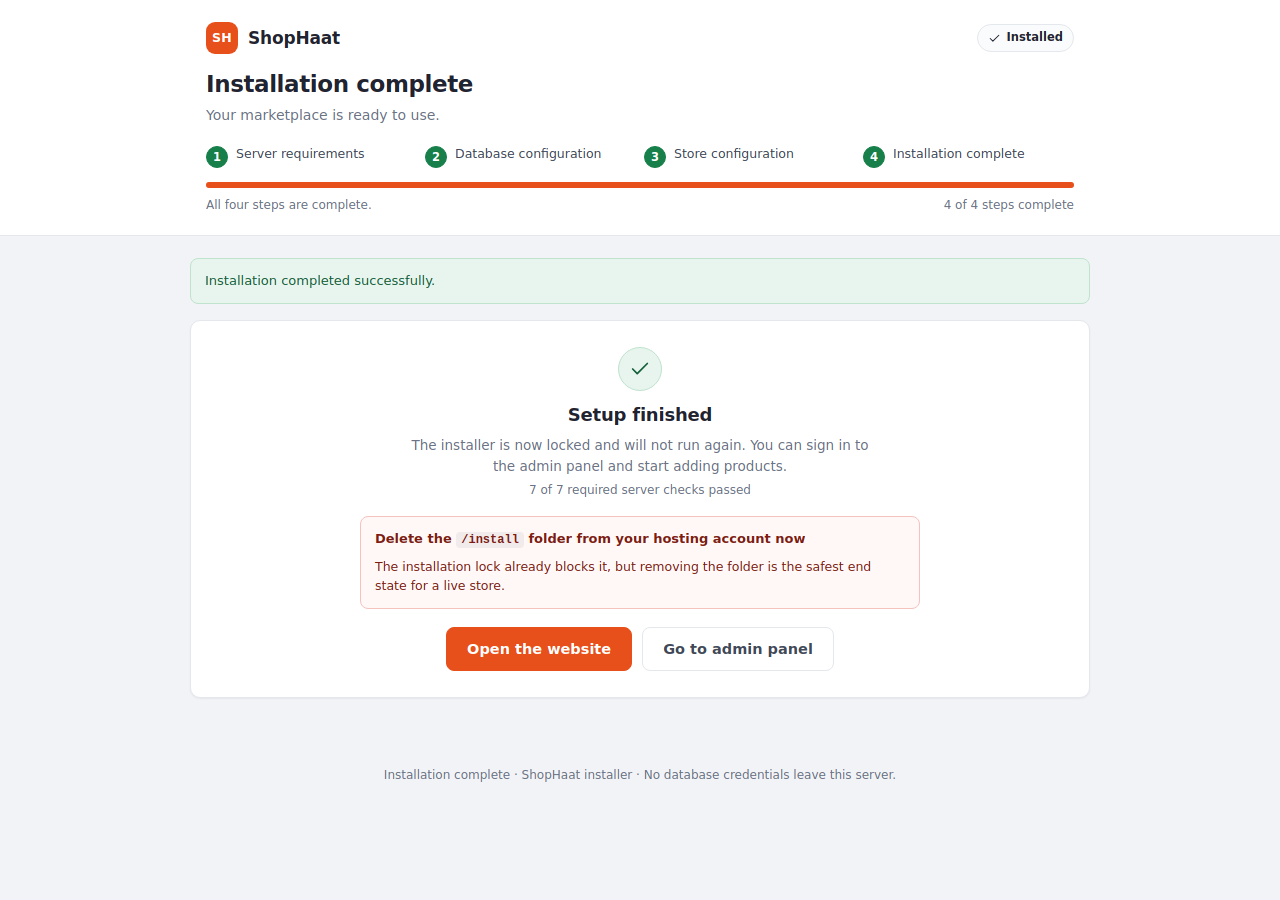 SH ShopHaat
Installed
Installation complete
Your marketplace is ready to use.
1 Server requirements
2 Database configuration
3 Store configuration
4 Installation complete
All four steps are complete.
4 of 4 steps complete
Installation completed successfully.
Setup finished
The installer is now locked and will not run again. You can sign in to
the admin panel and start adding products.
7 of 7 required server checks passed
Delete the /install folder from your hosting account now
The installation lock already blocks it, but removing the folder is the safest end
state for a live store.
Open the website
Go to admin panel
Installation complete · ShopHaat installer · No database credentials leave this server.